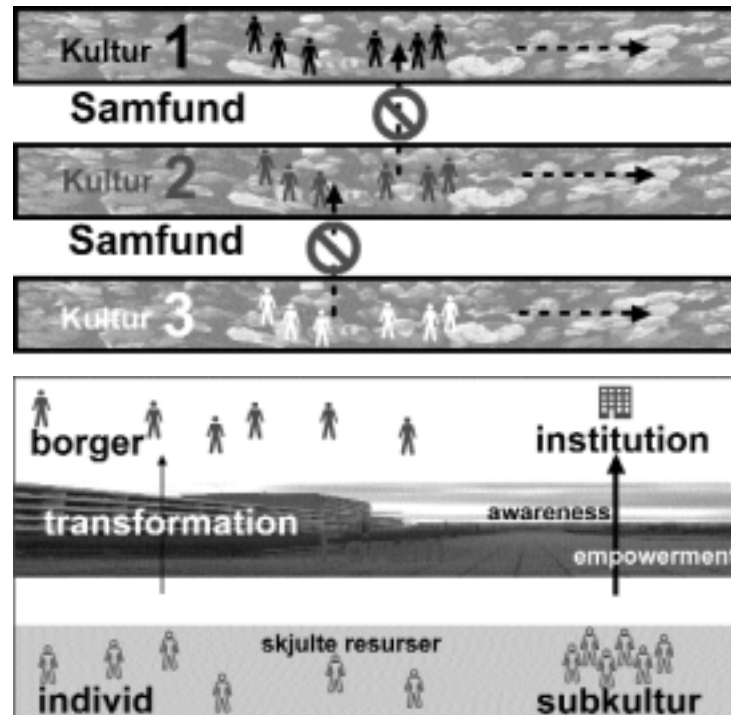 Kultur 1
Samfund
Kultur 2
Samfund
Kultur 3
borger
institution
transformation
awareness
empowerment
skjulte resurser
individ
subkultur